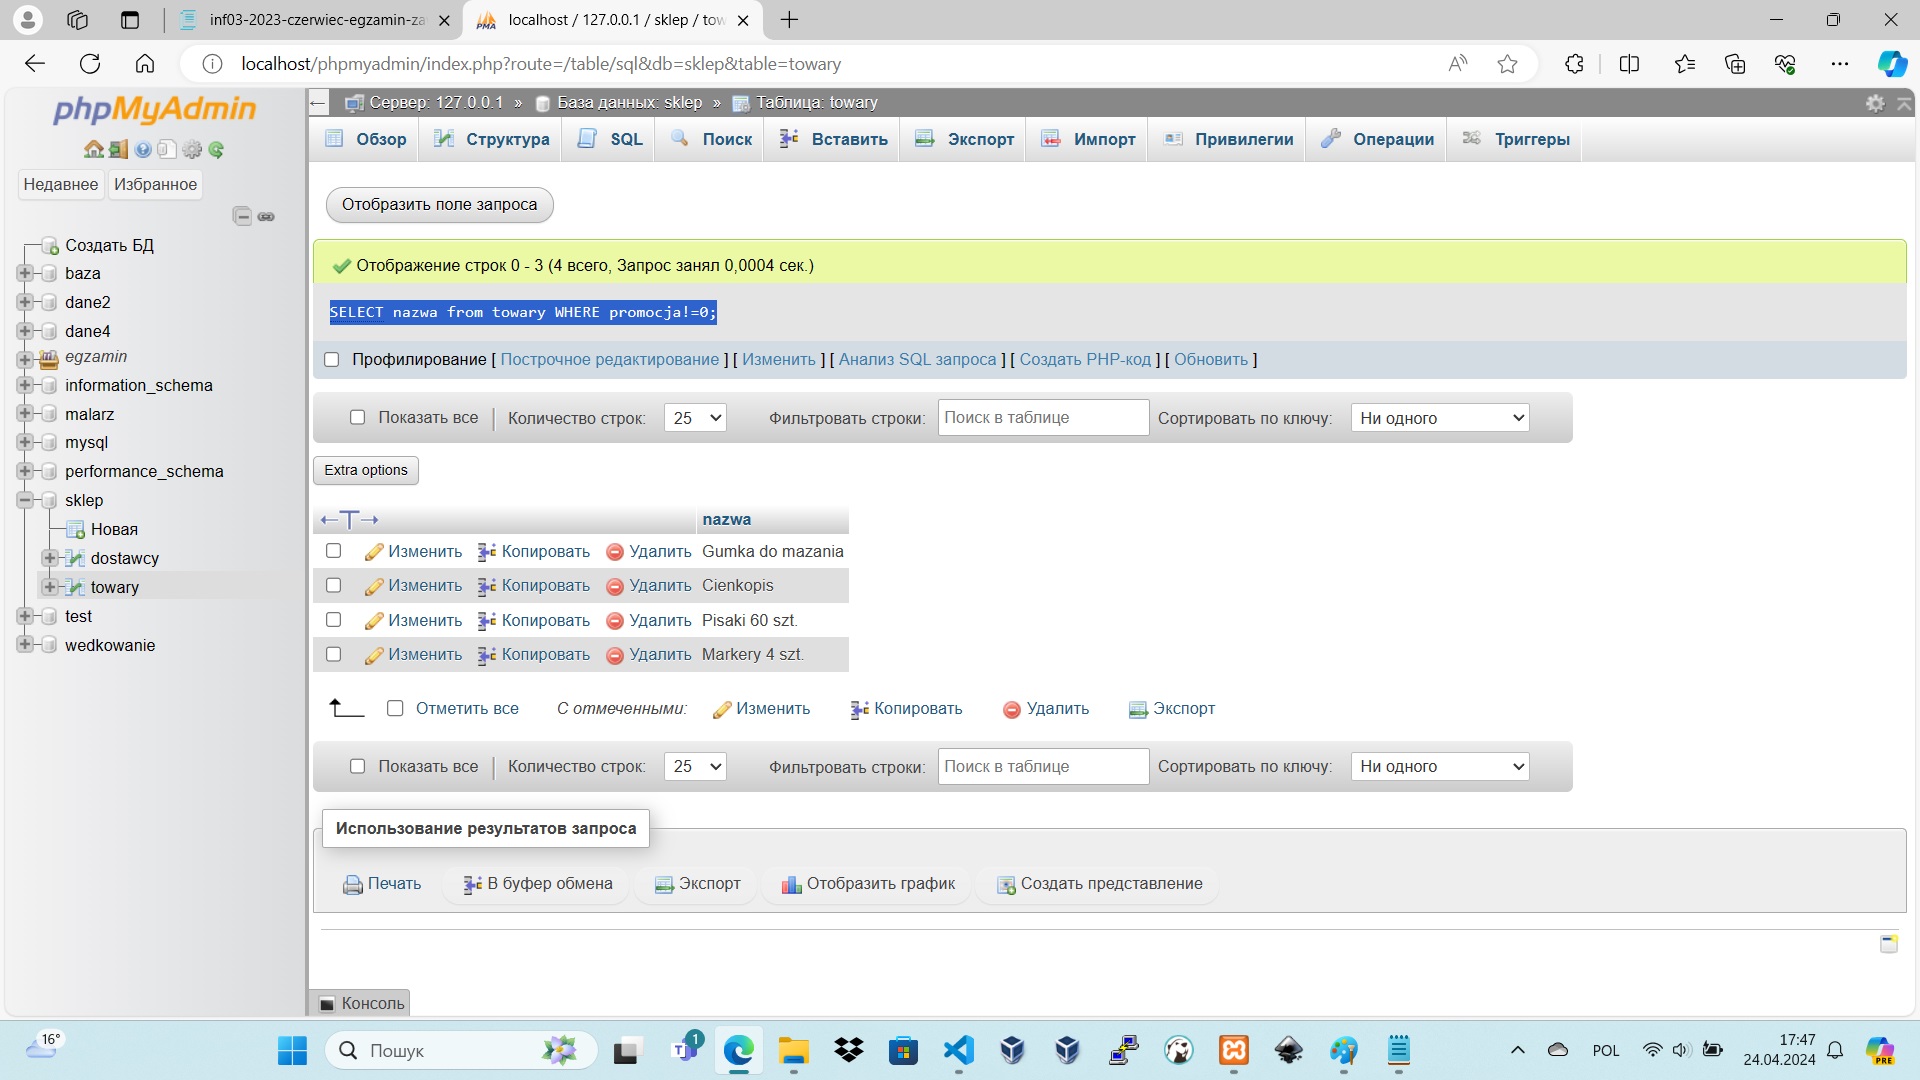 inf03-2023-czerwiec-egzamin-za
localhost / 127.0.0.1 / sklep / tow
localhost/phpmyadmin/index.php?route=/table/sql&db=sklep&table=towary
phpMyAdmin
Недавнее Избранное
Создать БД
baza
dane2
dane4
egzamin
information_schema
malarz
mysql
performance_schema
sklep
Новая
dostawcy
towary
test
wedkowanie
Сервер: 127.0.0.1 » База данных: sklep » Таблица: towary
Обзор Структура SQL Поиск Вставить Экспорт Импорт Привилегии Операции Триггеры
Отобразить поле запроса
Отображение строк 0 - 3 (4 всего, Запрос занял 0,0004 сек.)
SELECT nazwa from towary WHERE promocja!=0;
Профилирование [ Построчное редактирование ] [ Изменить ] [ Анализ SQL запроса ] [ Создать PHP-код ] [ Обновить ]
Показать все | Количество строк: 25 Фильтровать строки: Поиск в таблице Сортировать по ключу: Ни одного
Extra options
←T→ nazwa
Изменить Копировать Удалить Gumka do mazania
Изменить Копировать Удалить Cienkopis
Изменить Копировать Удалить Pisaki 60 szt.
Изменить Копировать Удалить Markery 4 szt.
Отметить все С отмеченными: Изменить Копировать Удалить Экспорт
Показать все | Количество строк: 25 Фильтровать строки: Поиск в таблице Сортировать по ключу: Ни одного
Использование результатов запроса
Печать В буфер обмена Экспорт Отобразить график Создать представление
Консоль
16°
Пошук
1
POL
17:47
24.04.2024
PRE